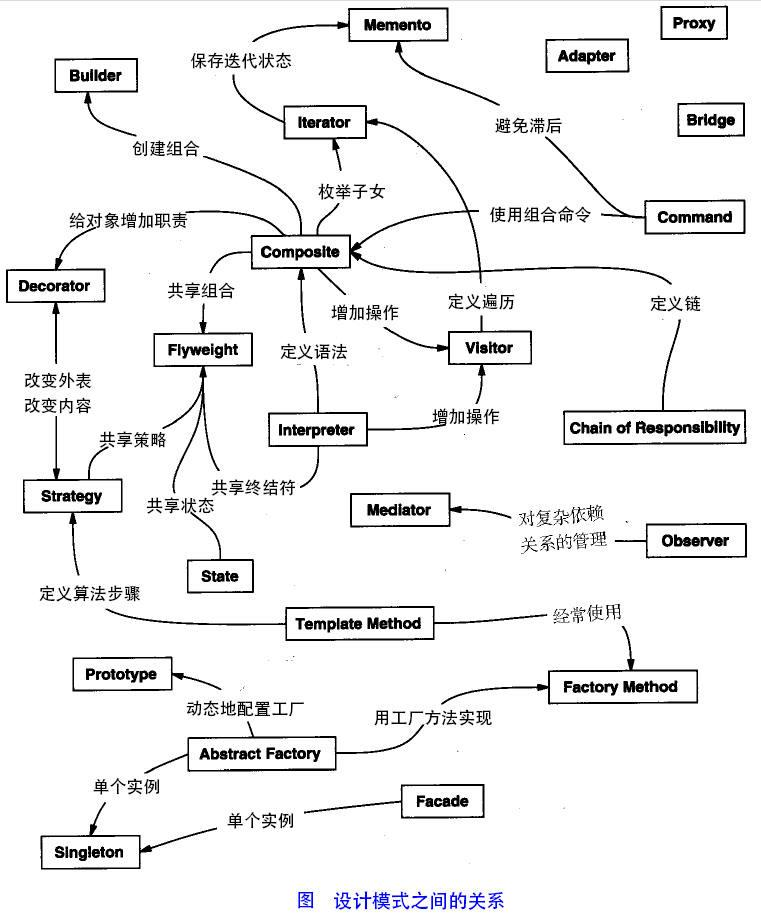 Memento
Proxy
Adapter
保存迭代状态
Builder
Iterator
避免滞后
Bridge
创建组合
枚举子女
给对象增加职责
使用组合命令
Command
Composite
Decorator
共享组合
增加操作
定义遍历
定义链
Flyweight
定义语法
Visitor
改变外表
改变内容
增加操作
Interpreter
Chain of Responsibility
共享策略
共享终结符
Strategy
共享状态
Mediator
对复杂依赖
关系的管理
Observer
State
定义算法步骤
Template Method
经常使用
Prototype
Factory Method
动态地配置工厂
用工厂方法实现
Abstract Factory
单个实例
Facade
单个实例
Singleton
图 设计模式之间的关系